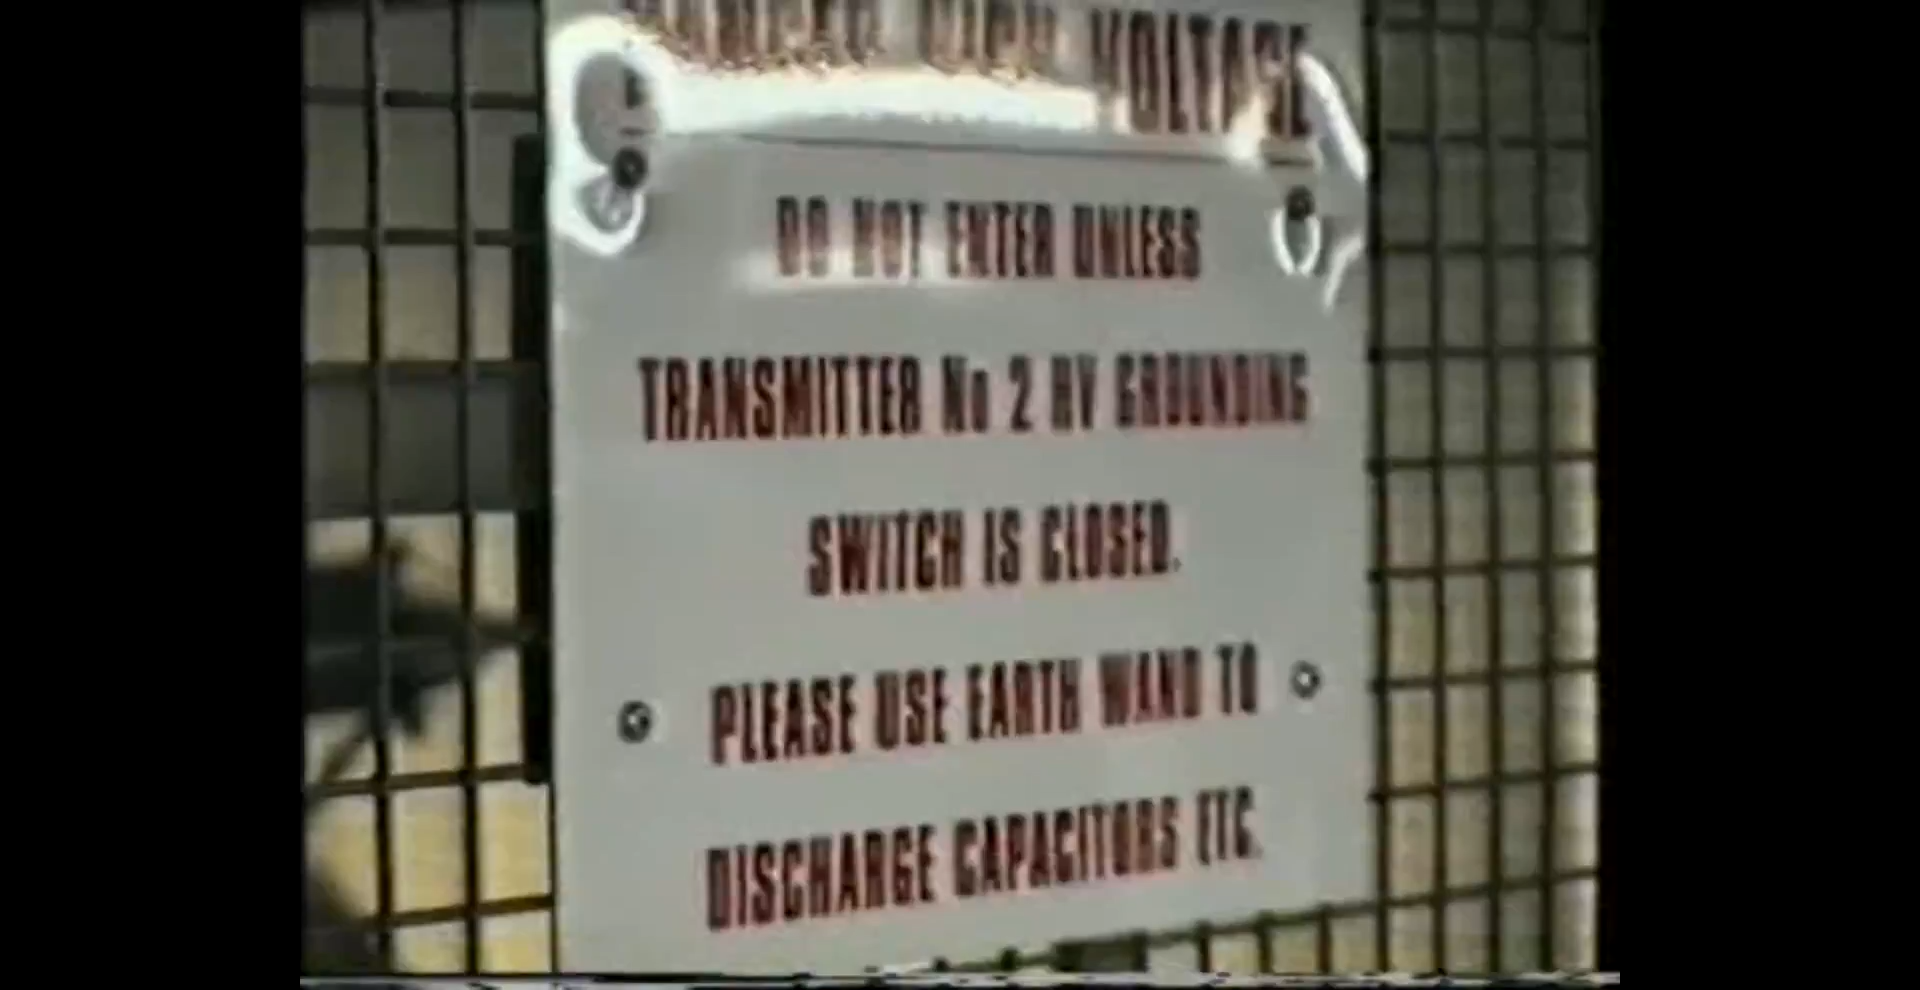 DANGER HIGH VOLTAGE
DO NOT ENTER UNLESS
TRANSMITTER No 2 HV GROUNDING
SWITCH IS CLOSED.
PLEASE USE EARTH WAND TO
DISCHARGE CAPACITORS ETC.